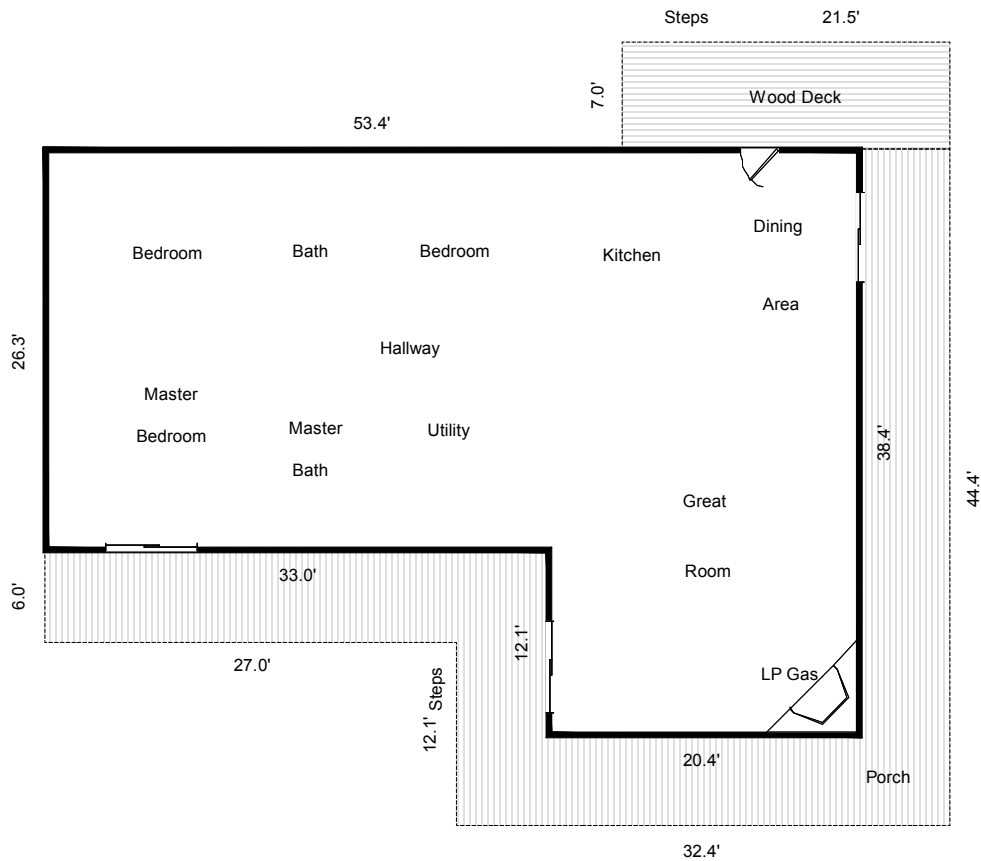 Steps
21.5'
Wood Deck
7.0'
53.4'
Dining
Bedroom
Bath
Bedroom
Kitchen
Area
26.3'
Hallway
Master
Bedroom
Master
Bath
Utility
38.4'
44.4'
Great
Room
33.0'
6.0'
12.1'
27.0'
12.1' Steps
LP Gas
20.4'
Porch
32.4'